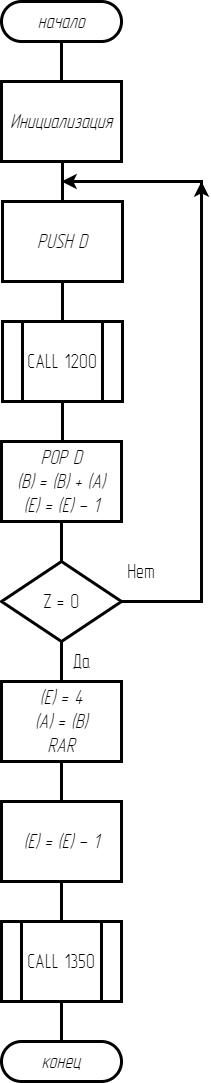 начало
Инициализация
PUSH D
CALL 1200
POP D
(B) = (B) + (A)
(E) = (E) – 1
Нет
Z = 0
Да
(E) = 4
(A) = (B)
RAR
(E) = (E) – 1
CALL 1350
конец